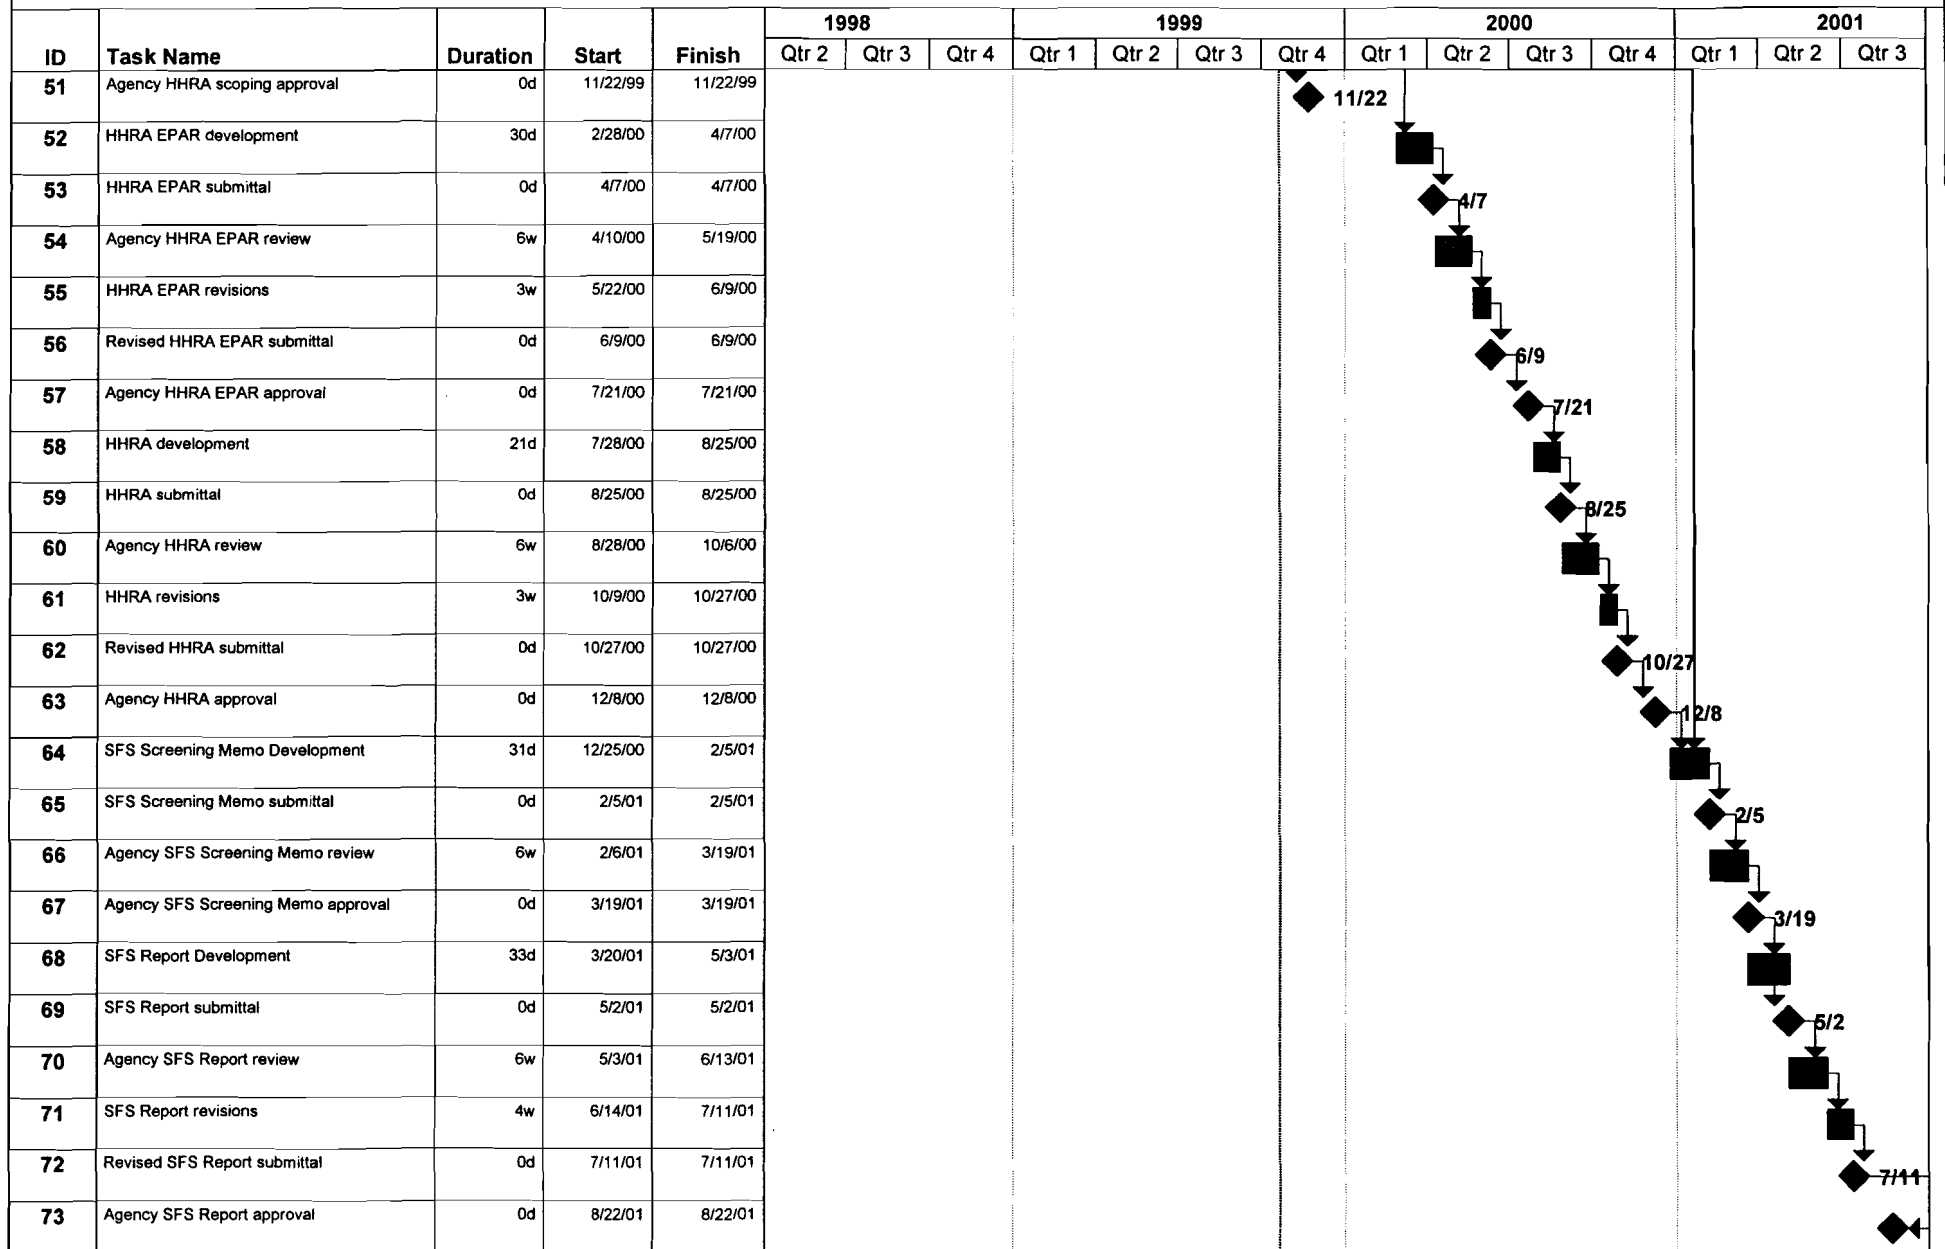 1998 1999 2000 2001
ID Task Name Duration Start Finish Qtr 2 Qtr 3 Qtr 4 Qtr 1 Qtr 2 Qtr 3 Qtr 4 Qtr 1 Qtr 2 Qtr 3 Qtr 4 Qtr 1 Qtr 2 Qtr 3
51 Agency HHRA scoping approval 0d 11/22/99 11/22/99 11/22
52 HHRA EPAR development 30d 2/28/00 4/7/00
53 HHRA EPAR submittal 0d 4/7/00 4/7/00 4/7
54 Agency HHRA EPAR review 6w 4/10/00 5/19/00
55 HHRA EPAR revisions 3w 5/22/00 6/9/00
56 Revised HHRA EPAR submittal 0d 6/9/00 6/9/00 6/9
57 Agency HHRA EPAR approval 0d 7/21/00 7/21/00 7/21
58 HHRA development 21d 7/28/00 8/25/00
59 HHRA submittal 0d 8/25/00 8/25/00 8/25
60 Agency HHRA review 6w 8/28/00 10/6/00
61 HHRA revisions 3w 10/9/00 10/27/00
62 Revised HHRA submittal 0d 10/27/00 10/27/00 10/27
63 Agency HHRA approval 0d 12/8/00 12/8/00 12/8
64 SFS Screening Memo Development 31d 12/25/00 2/5/01
65 SFS Screening Memo submittal 0d 2/5/01 2/5/01 2/5
66 Agency SFS Screening Memo review 6w 2/6/01 3/19/01
67 Agency SFS Screening Memo approval 0d 3/19/01 3/19/01 3/19
68 SFS Report Development 33d 3/20/01 5/3/01
69 SFS Report submittal 0d 5/2/01 5/2/01 5/2
70 Agency SFS Report review 6w 5/3/01 6/13/01
71 SFS Report revisions 4w 6/14/01 7/11/01
72 Revised SFS Report submittal 0d 7/11/01 7/11/01 7/11
73 Agency SFS Report approval 0d 8/22/01 8/22/01